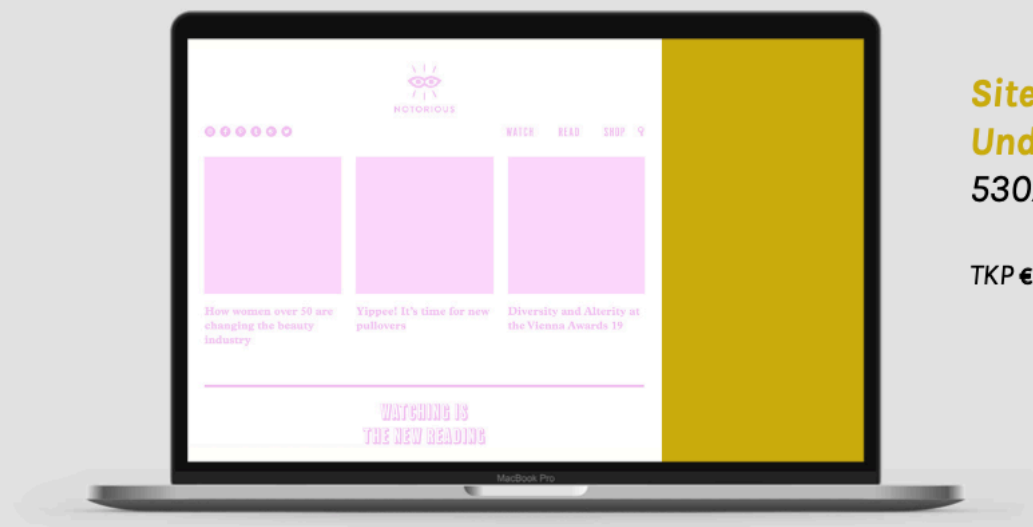 NOTORIOUS
WATCH READ SHOP
How women over 50 are
changing the beauty
industry
Yippee! It's time for new
pullovers
Diversity and Alterity at
the Vienna Awards 19
WATCHING IS
THE NEW READING
MacBook Pro
Site
Und
530
TKP €